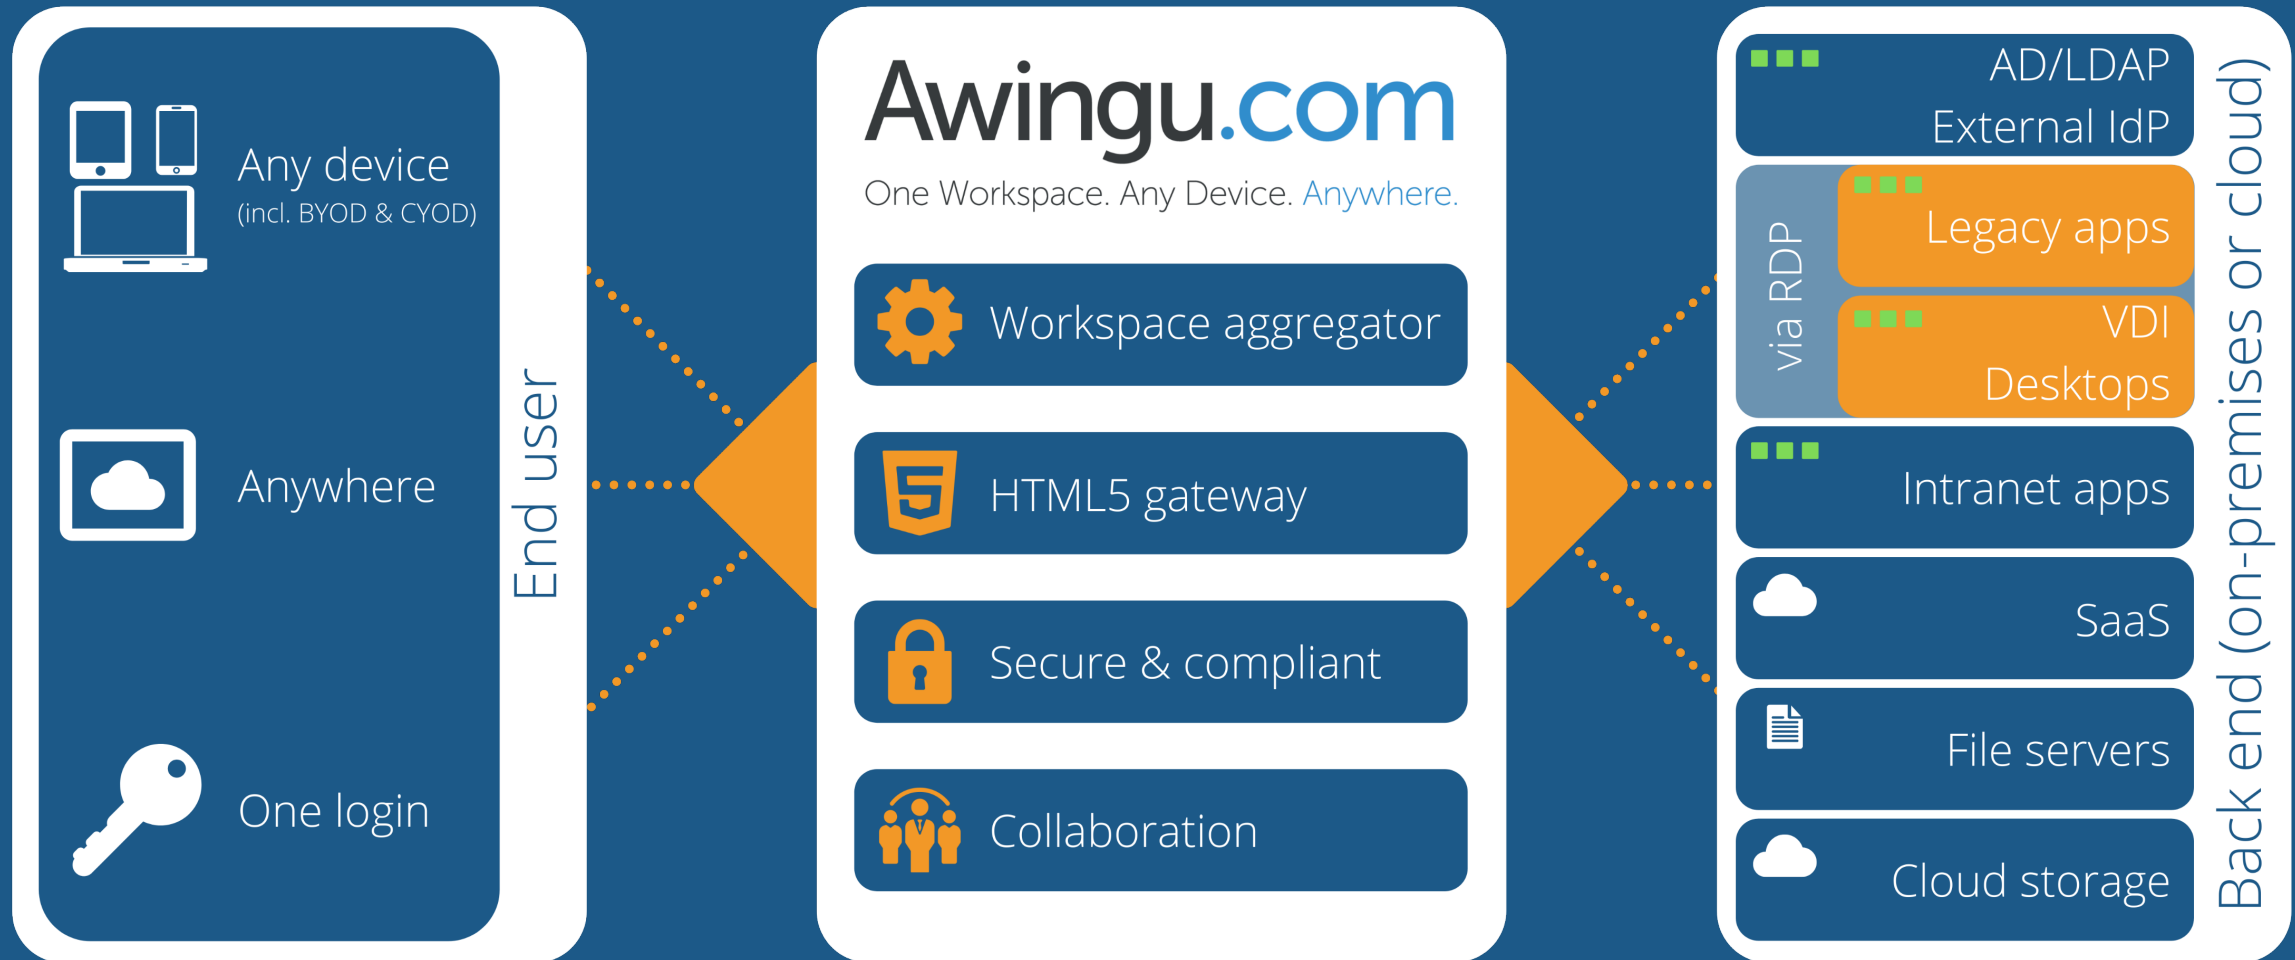 Any device
(incl. BYOD & CYOD)
Anywhere
One login
End user
Awingu.com
One Workspace. Any Device. Anywhere.
Workspace aggregator
HTML5 gateway
Secure & compliant
Collaboration
AD/LDAP
External IdP
via RDP
Legacy apps
VDI
Desktops
Intranet apps
SaaS
File servers
Cloud storage
Back end (on-premises or cloud)